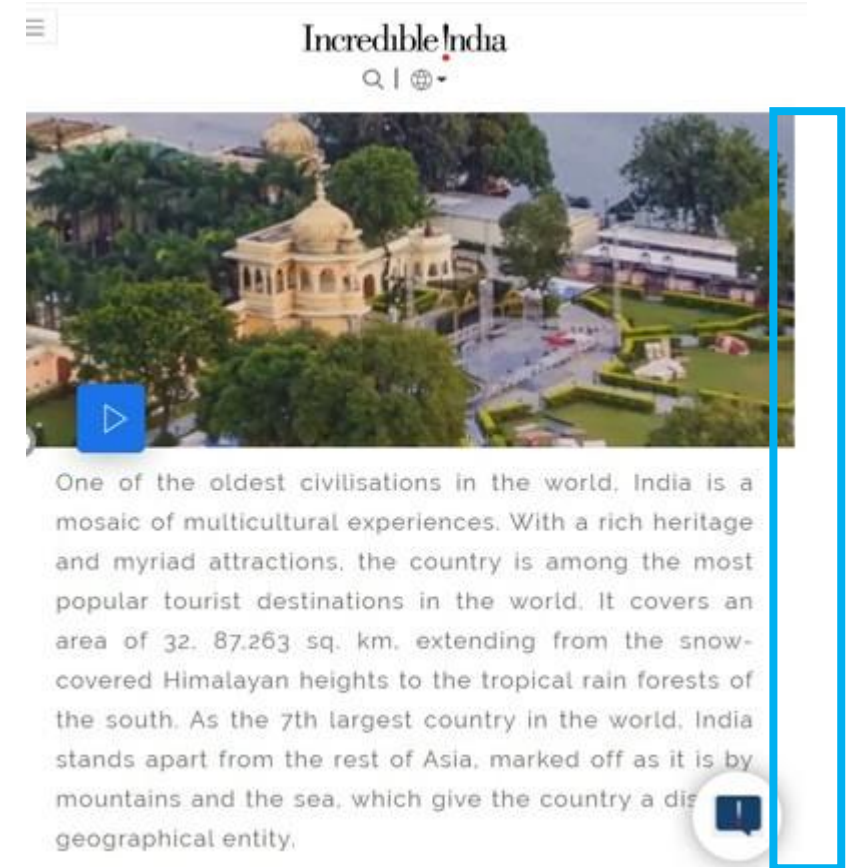 Incredıble !ndıa
One of the oldest civilisations in the world, India is a
mosaic of multicultural experiences. With a rich heritage
and myriad attractions, the country is among the most
popular tourist destinations in the world. It covers an
area of 32, 87,263 sq. km, extending from the snow-
covered Himalayan heights to the tropical rain forests of
the south. As the 7th largest country in the world, India
stands apart from the rest of Asia, marked off as it is by
mountains and the sea, which give the country a
geographical entity.